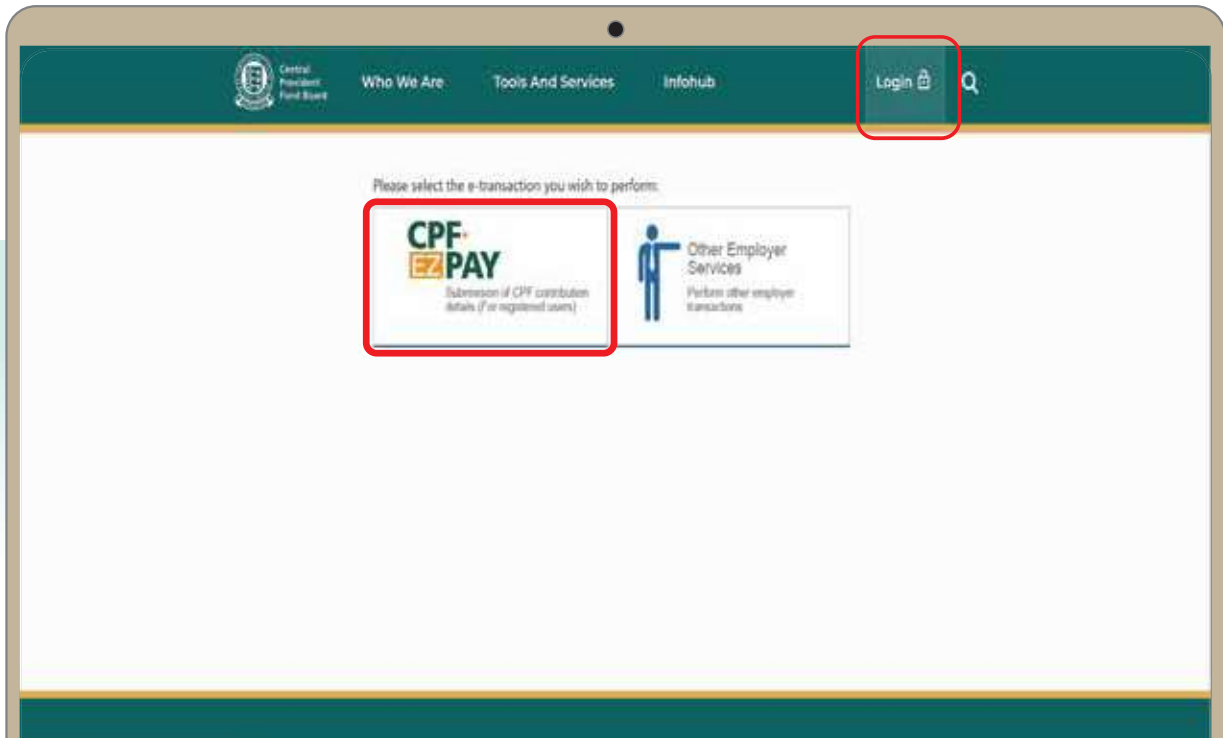 Central
Provident
Fund Board
Who We Are
Tools And Services
Infohub
Login
Please select the e-transaction you wish to perform:
CPF
EZ PAY
Submission of CPF contribution
details (For registered users)
Other Employer
Services
Perform other employer
transactions